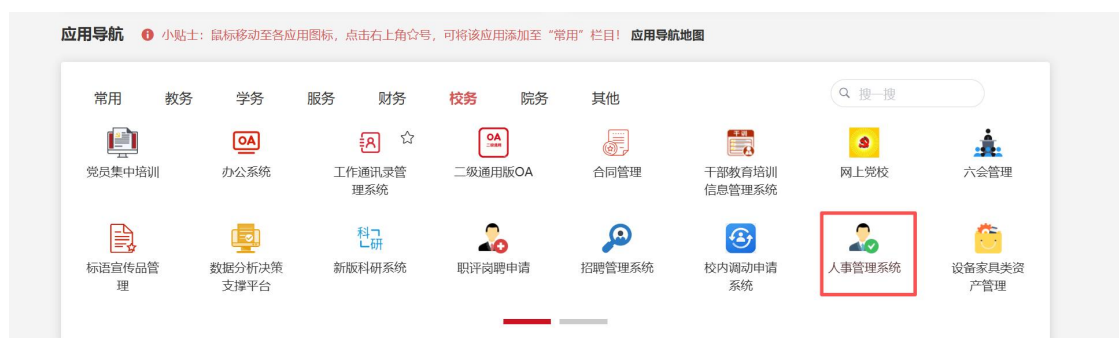 应用导航 小贴士：鼠标移动至各应用图标，点击右上角☆号，可将该应用添加至“常用”栏目！ 应用导航地图
常用 教务 学务 服务 财务 校务 院务 其他 搜一搜
党员集中培训 办公系统 工作通讯录管 二级通用版OA 合同管理 干部教育培训 网上党校 六会管理
理系统 信息管理系统
标语宣传品管 数据分析决策 新版科研系统 职评岗聘申请 招聘管理系统 校内调动申请 人事管理系统 设备家具类资
理 支撑平台 系统 产管理